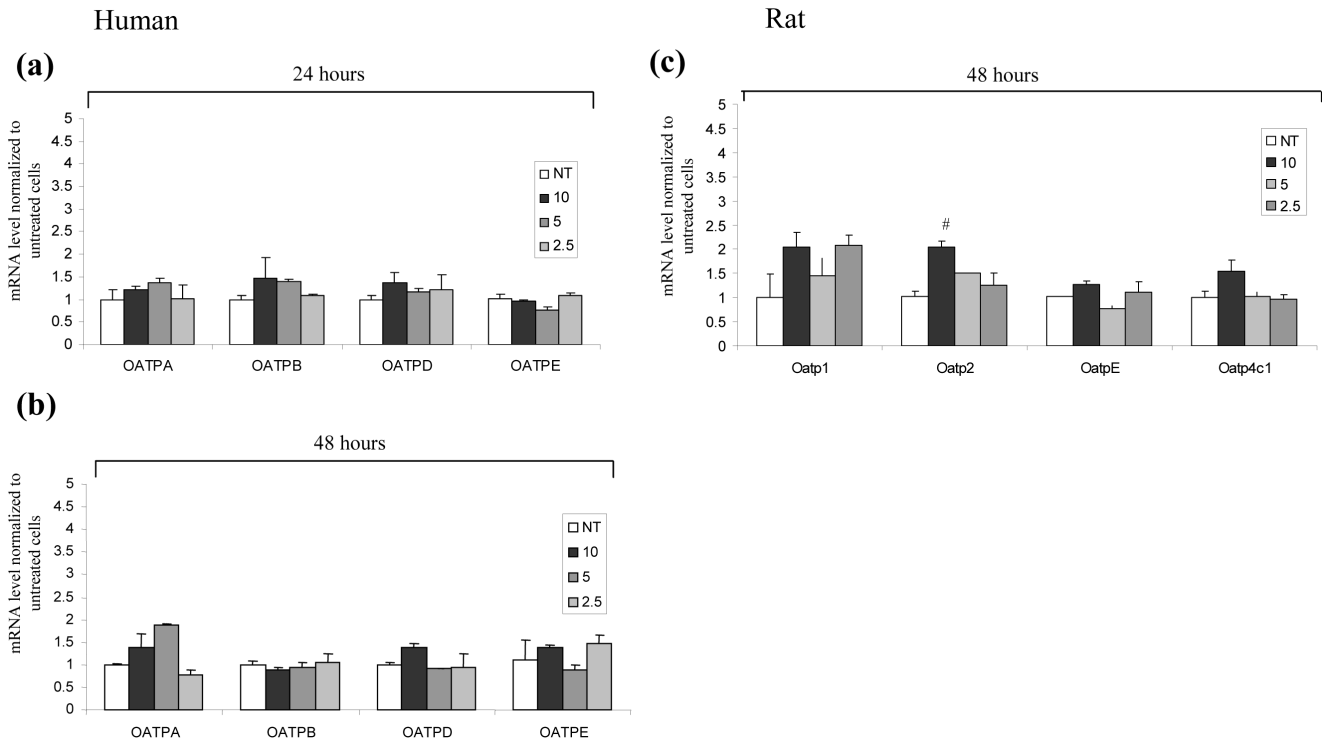 Human
(a)
24 hours
mRNA level normalized to
untreated cells
5
4.5
4
3.5
3
2.5
2
1.5
1
0.5
0
NT
10
5
2.5
OATPA OATPB OATPD OATPE
(b)
48 hours
mRNA level normalized to
untreated cells
5
4.5
4
3.5
3
2.5
2
1.5
1
0.5
0
NT
10
5
2.5
OATPA OATPB OATPD OATPE
Rat
(c)
48 hours
mRNA level normalized to
untreated cells
5
4.5
4
3.5
3
2.5
2
1.5
1
0.5
0
#
NT
10
5
2.5
Oatp1 Oatp2 OatpE Oatp4c1